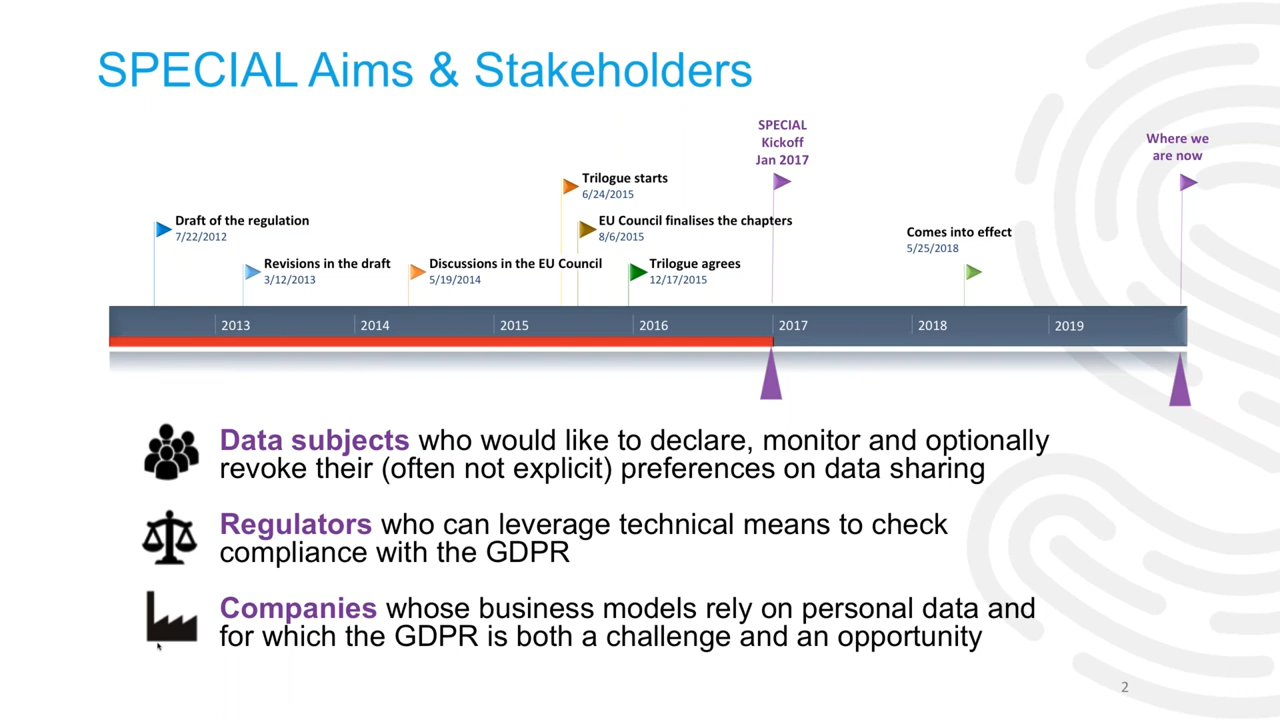 SPECIAL Aims & Stakeholders
SPECIAL
Kickoff
Jan 2017
Where we
are now
Trilogue starts
6/24/2015
Draft of the regulation
7/22/2012
EU Council finalises the chapters
8/6/2015
Comes into effect
5/25/2018
Revisions in the draft
3/12/2013
Discussions in the EU Council
5/19/2014
Trilogue agrees
12/17/2015
2013 2014 2015 2016 2017 2018 2019
Data subjects who would like to declare, monitor and optionally
revoke their (often not explicit) preferences on data sharing
Regulators who can leverage technical means to check
compliance with the GDPR
Companies whose business models rely on personal data and
for which the GDPR is both a challenge and an opportunity
2